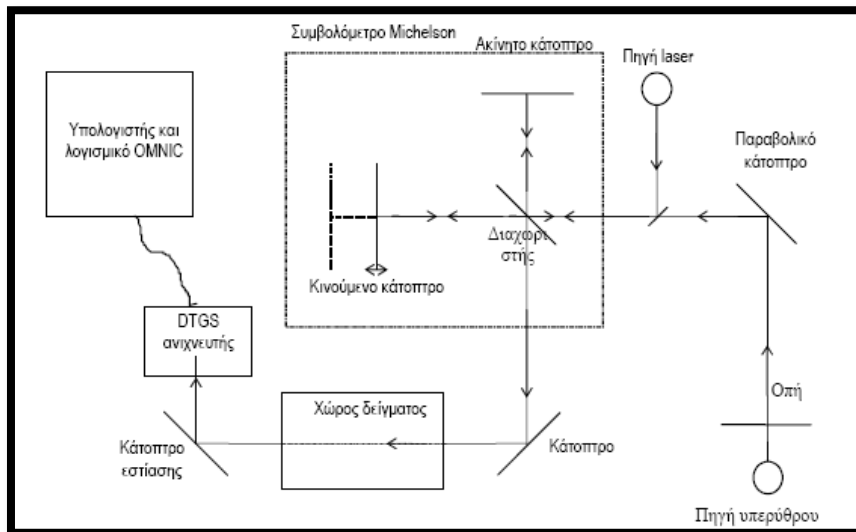 Συμβολόμετρο Michelson
Ακίνητο κάτοπτρο
Πηγή laser
Υπολογιστής και
λογισμικό OMNIC
Παραβολικό
κάτοπτρο
Διαχωρι
στής
Κινούμενο κάτοπτρο
DTGS
ανιχνευτής
Χώρος δείγματος
Οπή
Κάτοπτρο
εστίασης
Κάτοπτρο
Πηγή υπερύθρου